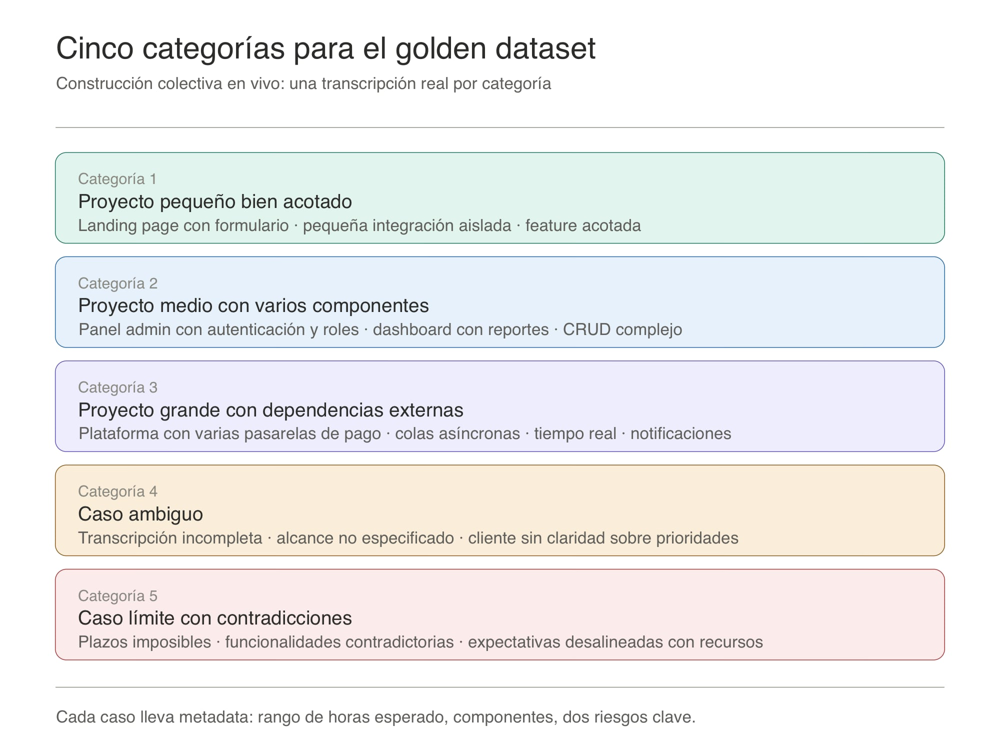 Cinco categorías para el golden dataset
Construcción colectiva en vivo: una transcripción real por categoría
Categoría 1
Proyecto pequeño bien acotado
Landing page con formulario · pequeña integración aislada · feature acotada
Categoría 2
Proyecto medio con varios componentes
Panel admin con autenticación y roles · dashboard con reportes · CRUD complejo
Categoría 3
Proyecto grande con dependencias externas
Plataforma con varias pasarelas de pago · colas asíncronas · tiempo real · notificaciones
Categoría 4
Caso ambiguo
Transcripción incompleta · alcance no especificado · cliente sin claridad sobre prioridades
Categoría 5
Caso límite con contradicciones
Plazos imposibles · funcionalidades contradictorias · expectativas desalineadas con recursos
Cada caso lleva metadata: rango de horas esperado, componentes, dos riesgos clave.